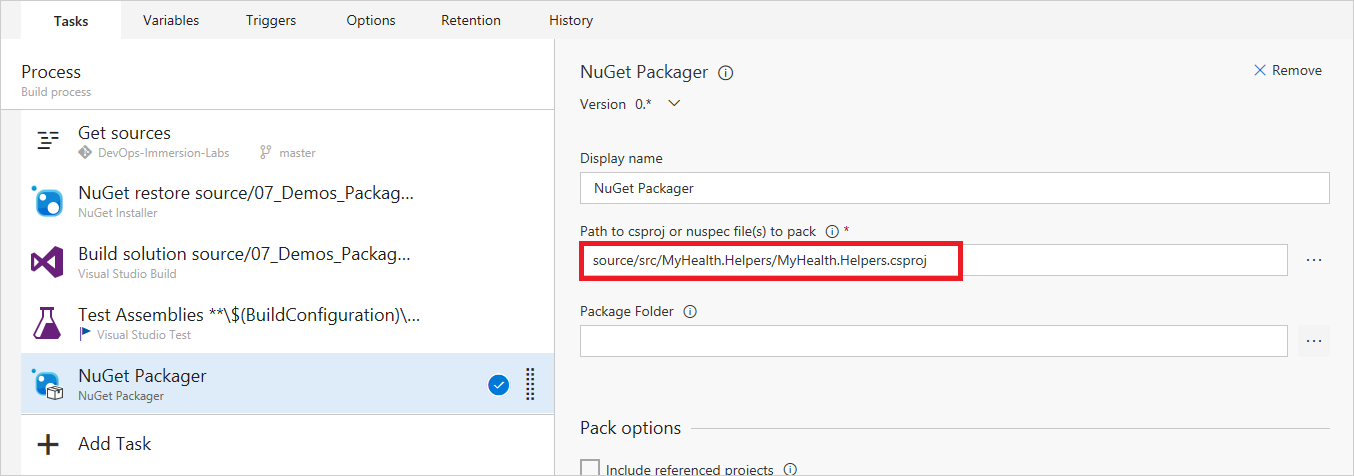 Tasks Variables Triggers Options Retention History
Process
Build process
Get sources
DevOps-Immersion-Labs master
NuGet restore source/07_Demos_Packag...
NuGet Installer
Build solution source/07_Demos_Packag...
Visual Studio Build
Test Assemblies **\$(BuildConfiguration)\...
Visual Studio Test
NuGet Packager
NuGet Packager
Add Task
NuGet Packager
Remove
Version 0.*
Display name
NuGet Packager
Path to csproj or nuspec file(s) to pack *
source/src/MyHealth.Helpers/MyHealth.Helpers.csproj
...
Package Folder
...
Pack options
Include referenced projects